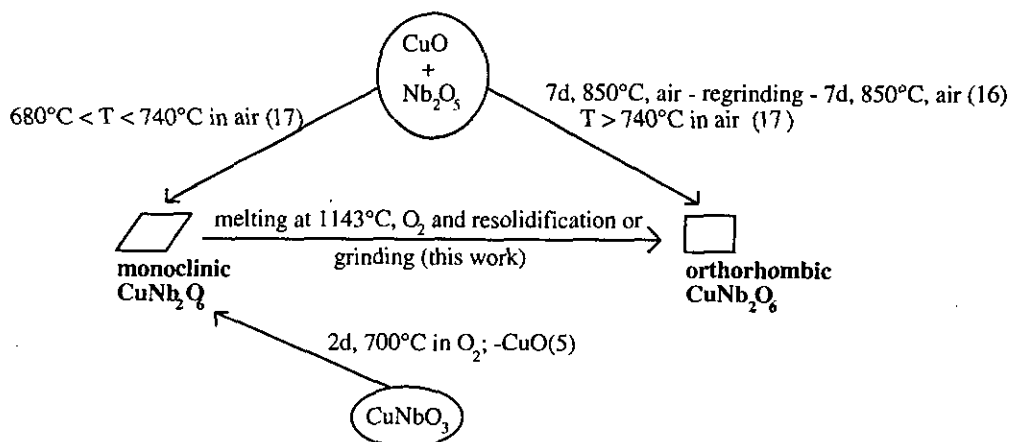 CuO
+
Nb₂O₅
680°C < T < 740°C in air (17)
7d, 850°C, air - regrinding - 7d, 850°C, air (16)
T > 740°C in air (17)
melting at 1143°C, O₂ and resolidification or
grinding (this work)
monoclinic
CuNb₂O₆
orthorhombic
CuNb₂O₆
2d, 700°C in O₂; -CuO(5)
CuNbO₃